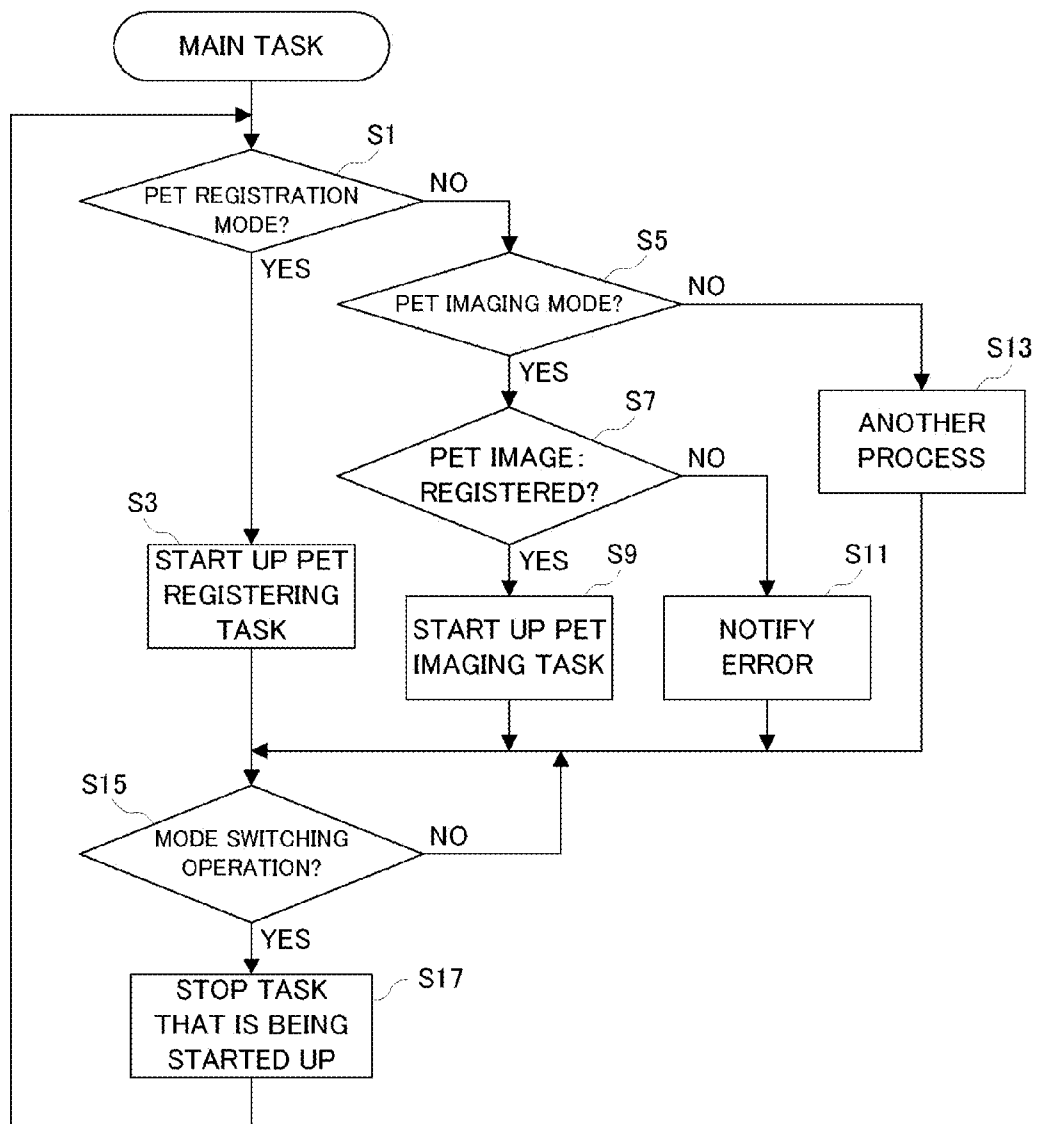 MAIN TASK
S1
PET REGISTRATION
MODE?
NO
YES
S5
PET IMAGING MODE?
NO
YES
S13
ANOTHER
PROCESS
S7
PET IMAGE:
REGISTERED?
NO
YES
S3
START UP PET
REGISTERING
TASK
S9
START UP PET
IMAGING TASK
S11
NOTIFY
ERROR
S15
MODE SWITCHING
OPERATION?
NO
YES
S17
STOP TASK
THAT IS BEING
STARTED UP